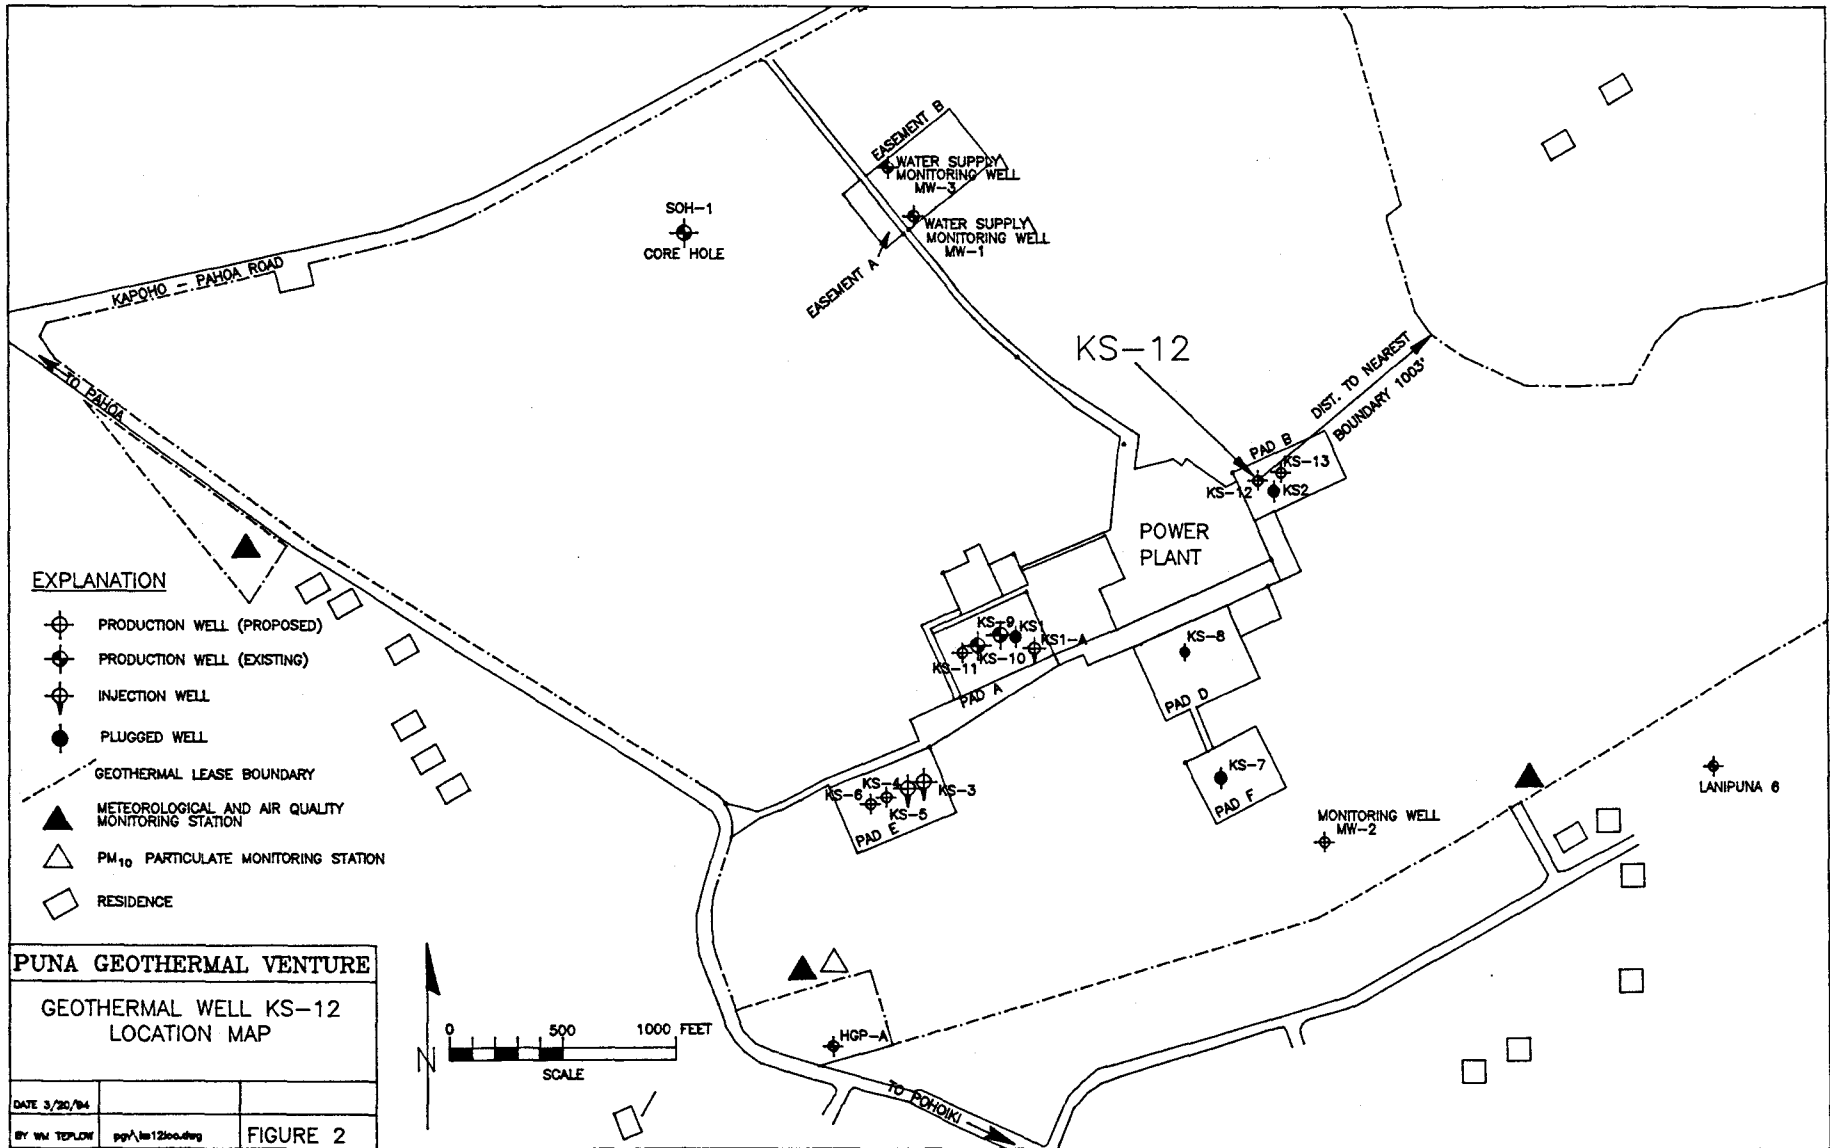 EASEMENT B
WATER SUPPLY
MONITORING WELL
MW-3
WATER SUPPLY
MONITORING WELL
MW-1
EASEMENT A
SOH-1
CORE HOLE
KAPOHO - PAHOA ROAD
TO PAHOA
KS-12
DIST. TO NEAREST
BOUNDARY 1003'
PAD B
KS-13
KS-12
KS2
POWER
PLANT
KS-9
KS1
KS1-A
KS-11
KS-10
PAD A
KS-8
PAD D
KS-7
PAD F
KS-4
KS-6
KS-3
KS-5
PAD E
MONITORING WELL
MW-2
LANIPUNA 6
EXPLANATION
PRODUCTION WELL (PROPOSED)
PRODUCTION WELL (EXISTING)
INJECTION WELL
PLUGGED WELL
GEOTHERMAL LEASE BOUNDARY
METEOROLOGICAL AND AIR QUALITY
MONITORING STATION
PM10 PARTICULATE MONITORING STATION
RESIDENCE
PUNA GEOTHERMAL VENTURE
GEOTHERMAL WELL KS-12
LOCATION MAP
DATE 3/20/94
BY WM TEPLOW
FIGURE 2
N
0 500 1000 FEET
SCALE
HGP-A
TO POHOIKI